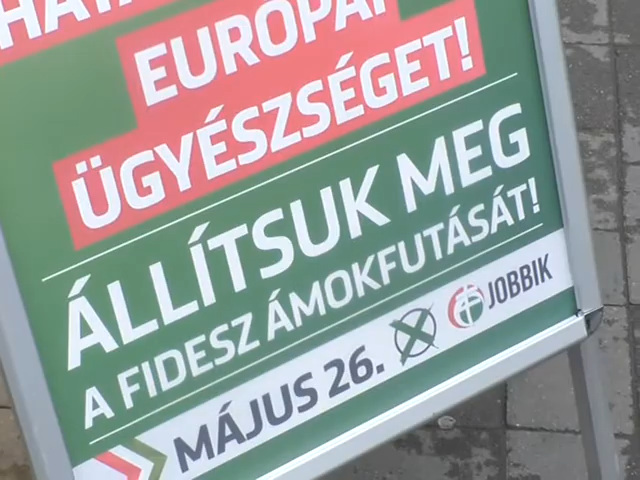 EURÓPAI
ÜGYÉSZSÉGET!
ÁLLÍTSUK MEG
A FIDESZ ÁMOKFUTÁSÁT!
MÁJUS 26.
JOBBIK